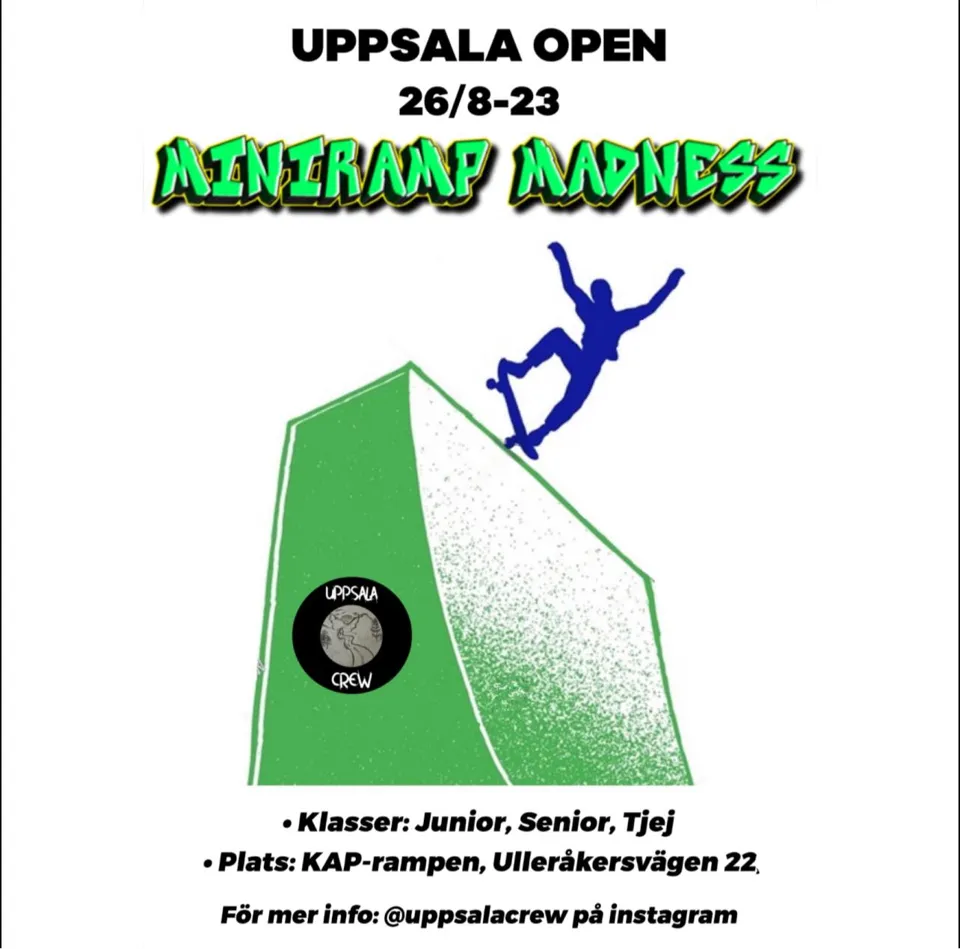 UPPSALA OPEN
26/8-23
MINIRAMP MADNESS
UPPSALA
CREW
• Klasser: Junior, Senior, Tjej
• Plats: KAP-rampen, Ulleråkersvägen 22,
För mer info: @uppsalacrew på instagram